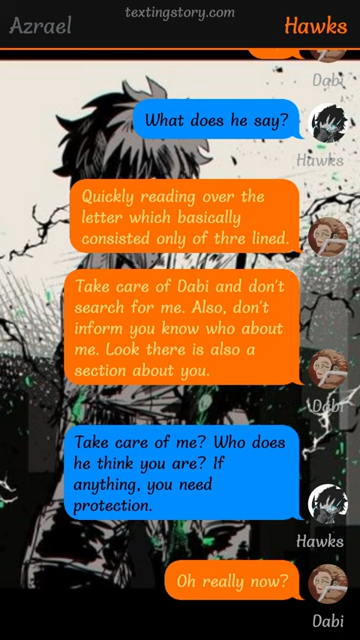 textingstory.com
Azrael
Hawks
Dabi
What does he say?
Hawks
Quickly reading over the
letter which basically
consisted only of thre lined.
Take care of Dabi and don't
search for me. Also, don't
inform you know who about
me. Look there is also a
section about you.
Dabi
Take care of me? Who does
he think you are? If
anything, you need
protection.
Hawks
Oh really now?
Dabi